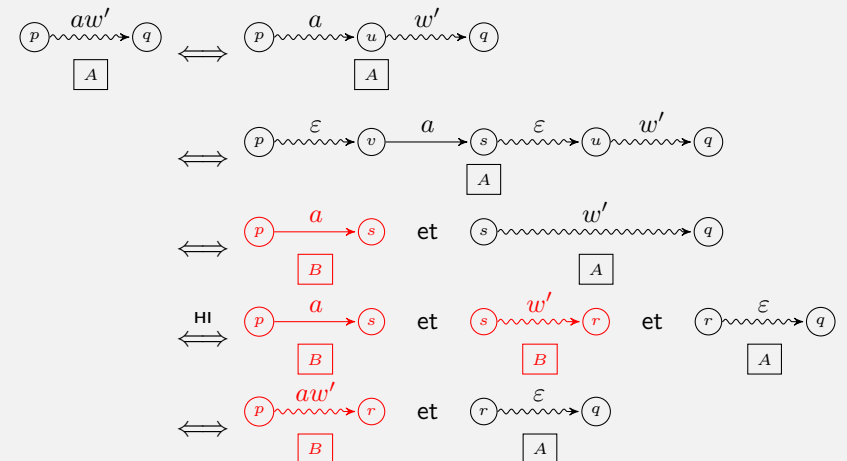 aw′ a w′
p q ⟺ p u q
A A
ε a ε w′
⟺ p v s u q
A
a w′
⟺ p s et s q
B A
HI a w′ ε
⟺ p s et s r et r q
B B A
aw′ ε
⟺ p r et r q
B A